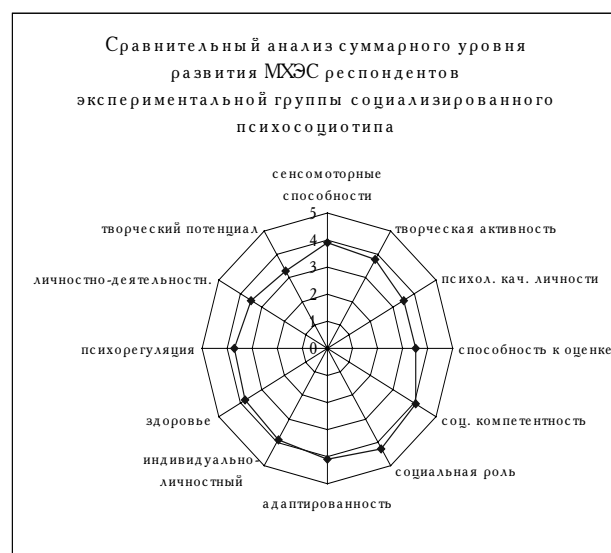 Сравнительный анализ суммарного уровня
развития МХЭС респондентов
экспериментальной группы социализированного
психосоциотипа
сенсомоторные
способности
творческая активность
психол. кач. личности
способность к оценке
соц. компетентность
социальная роль
адаптированность
индивидуально-
личностный
здоровье
психорегуляция
личностно-деятельностн.
творческий потенциал
5
4
3
2
1
0